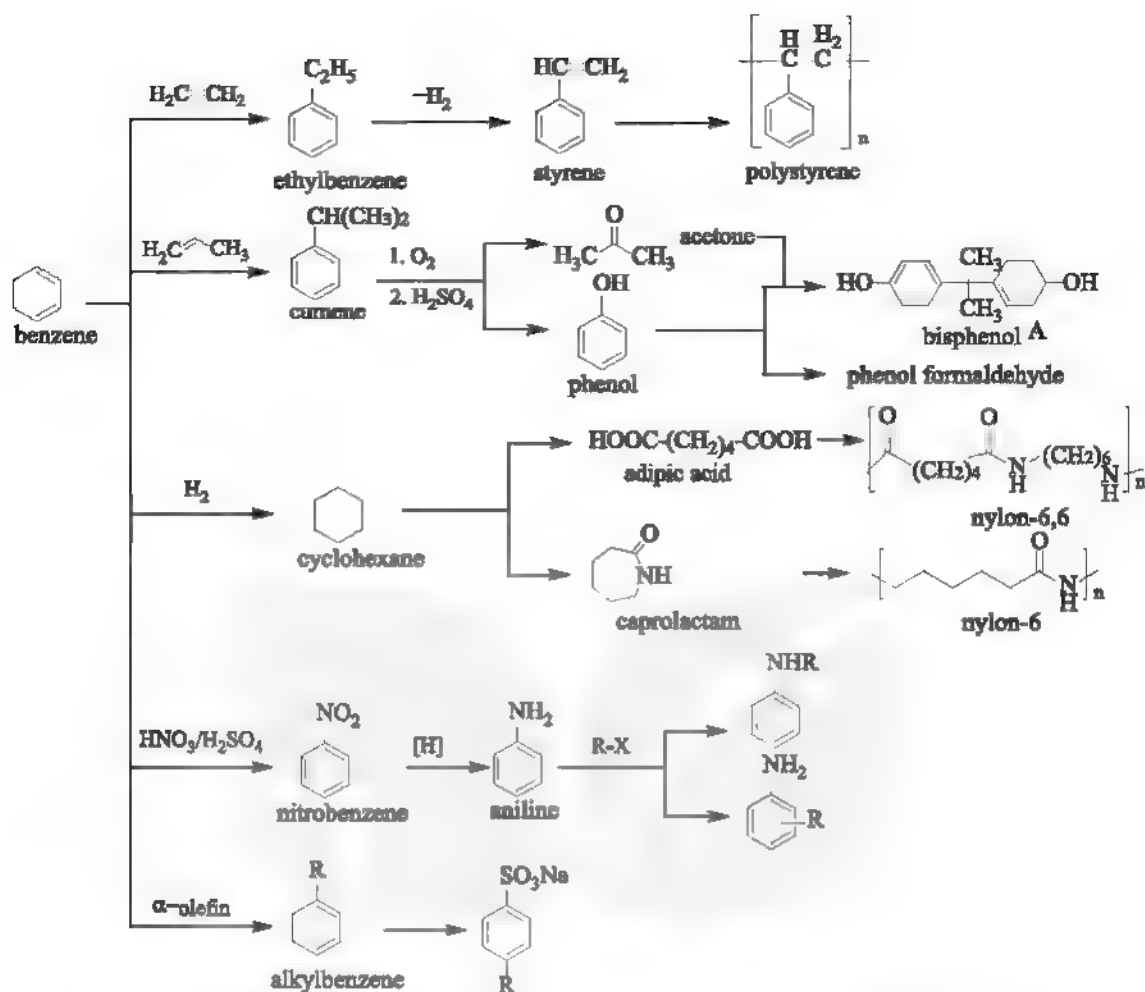 C₂H₅
HC CH₂
H H₂
C C
H₂C CH₂
−H₂
n
ethylbenzene
styrene
polystyrene
CH(CH₃)₂
O
acetone
H₂C CH₃
1. O₂
H₃C CH₃
CH₃
OH
HO OH
2. H₂SO₄
cumene
CH₃
benzene
bisphenol A
phenol
phenol formaldehyde
O O
HOOC-(CH₂)₄-COOH
adipic acid
(CH₂)₄ N (CH₂)₆ N
H H
n
H₂
nylon-6,6
cyclohexane
O
O
NH
N
H
n
caprolactam
nylon-6
NHR
NO₂
NH₂
HNO₃/H₂SO₄
[H]
R-X
NH₂
nitrobenzene
aniline
R
R
SO₃Na
α-olefin
alkylbenzene
R